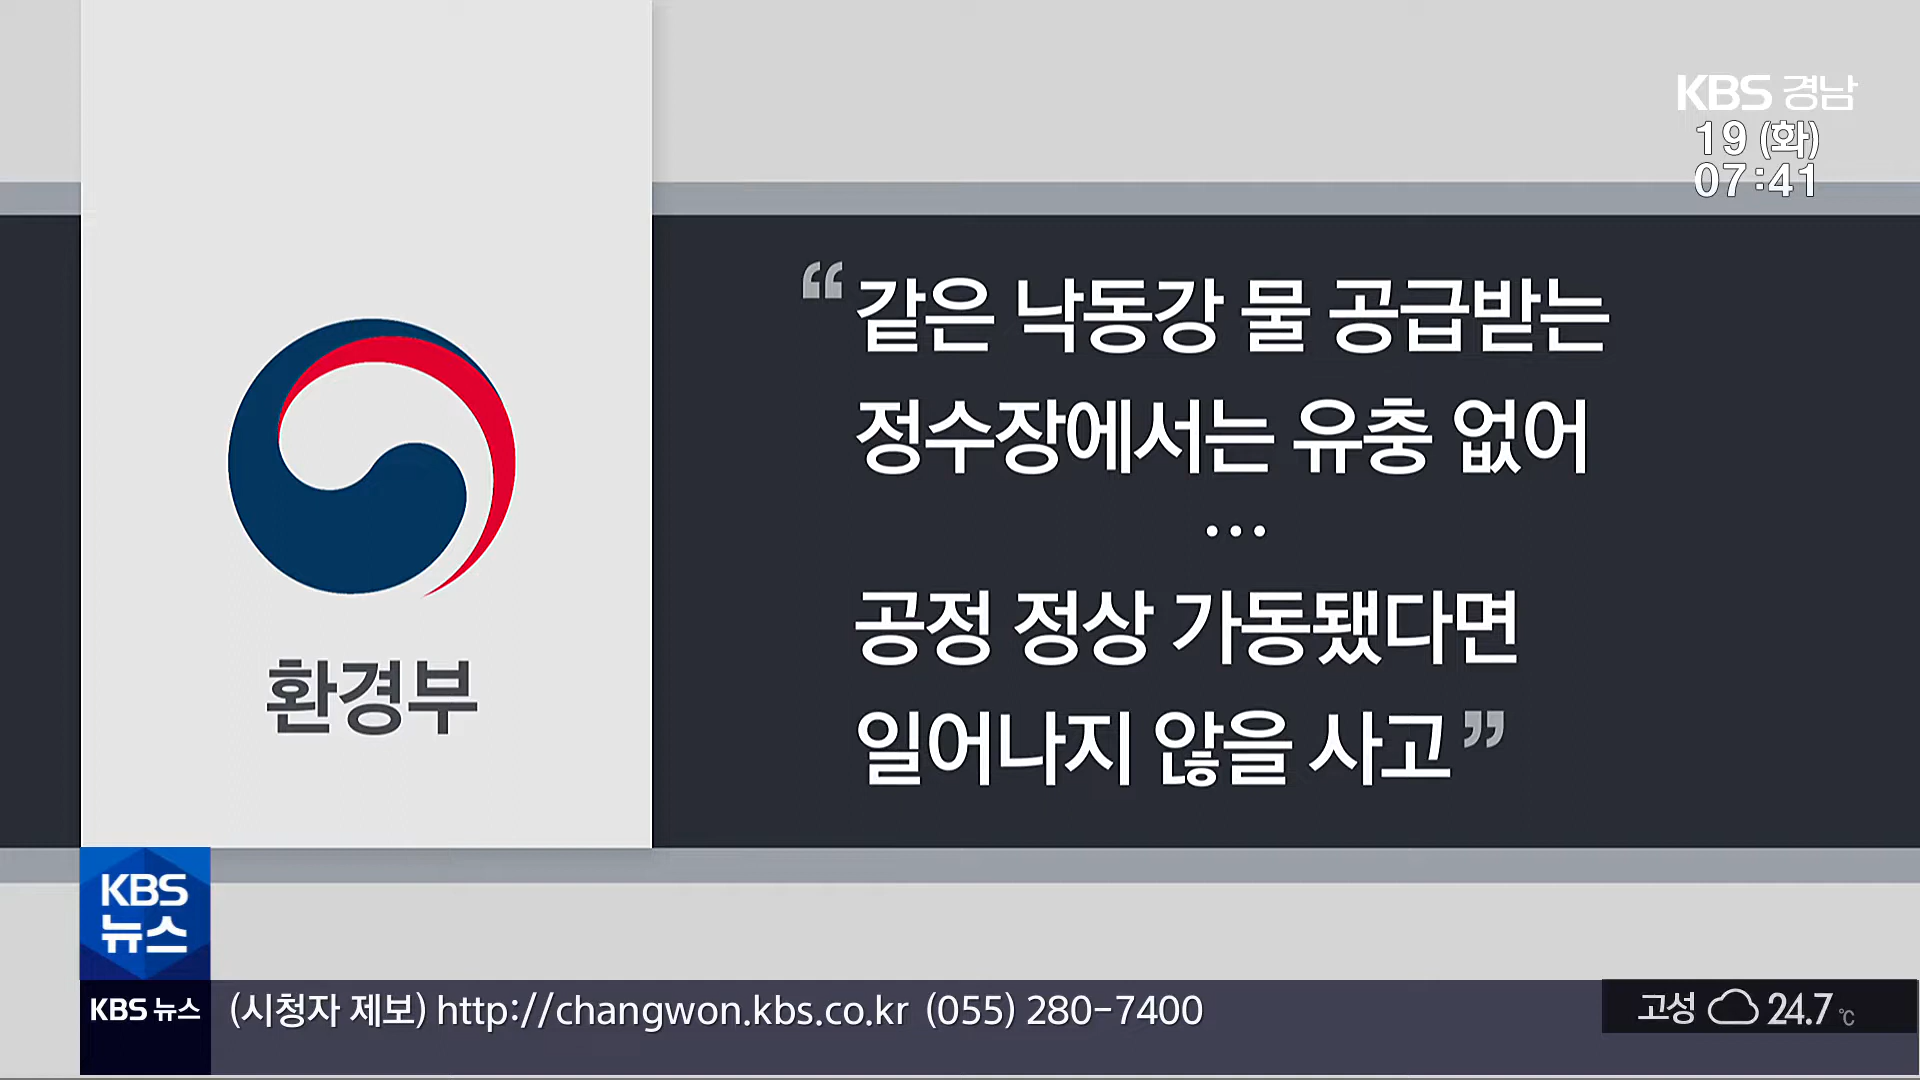 KBS 경남
19 (화)
07:41
“같은 낙동강 물 공급받는
정수장에서는 유충 없어
…
공정 정상 가동됐다면
일어나지 않을 사고”
환경부
KBS
뉴스
KBS 뉴스
(시청자 제보) http://changwon.kbs.co.kr (055) 280-7400
고성 24.7 ℃